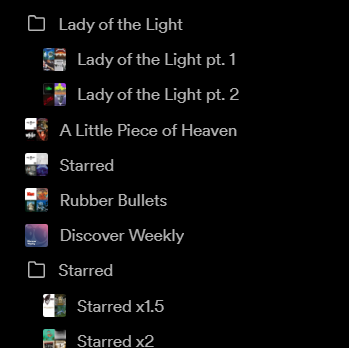 Lady of the Light
Lady of the Light pt. 1
Lady of the Light pt. 2
A Little Piece of Heaven
Starred
Rubber Bullets
Discover Weekly
Starred
Starred x1.5
Starred x2